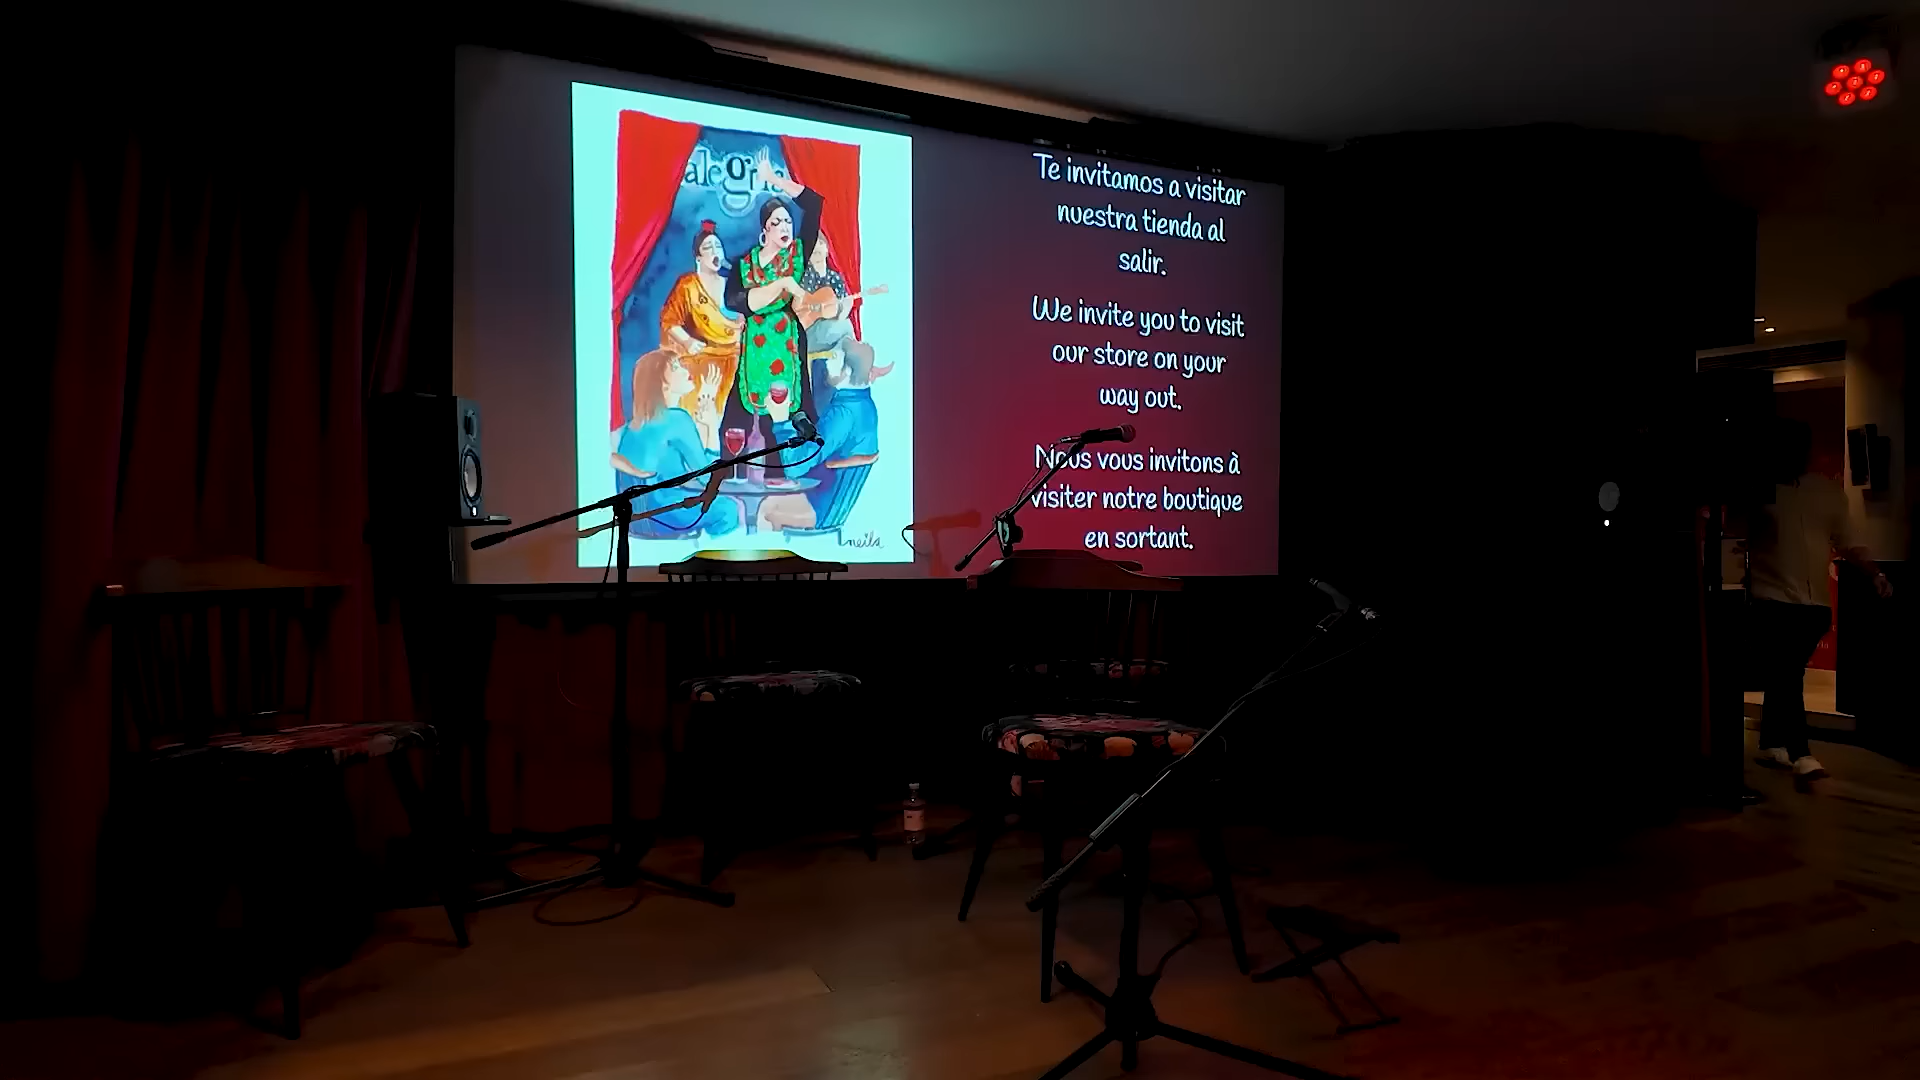 alegría
Te invitamos a visitar
nuestra tienda al
salir.
We invite you to visit
our store on your
way out.
Nous vous invitons à
visiter notre boutique
en sortant.